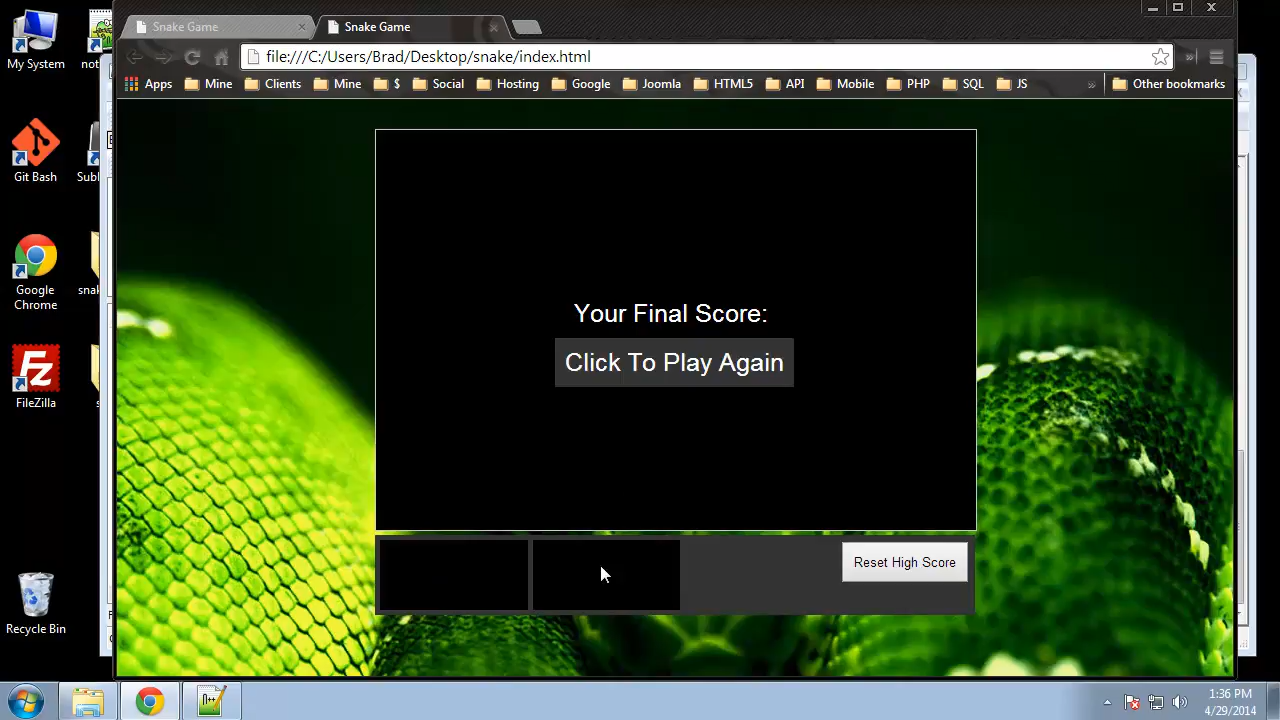 Snake Game
Snake Game
file:///C:/Users/Brad/Desktop/snake/index.html
Apps Mine Clients Mine $ Social Hosting Google Joomla HTML5 API Mobile PHP SQL JS » Other bookmarks
My System
Git Bash
Google
Chrome
FileZilla
Recycle Bin
Your Final Score:
Click To Play Again
Reset High Score
1:36 PM
4/29/2014